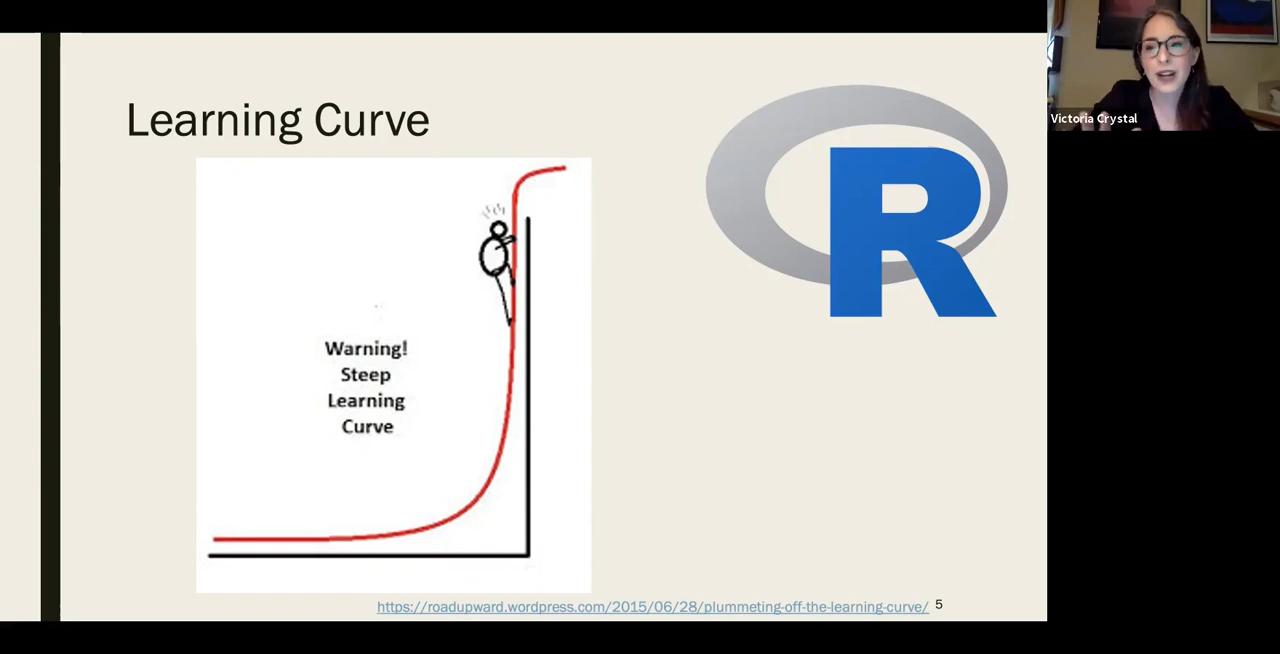 Learning Curve
Warning!
Steep
Learning
Curve
R
https://roadupward.wordpress.com/2015/06/28/plummeting-off-the-learning-curve/ 5
Victoria Crystal